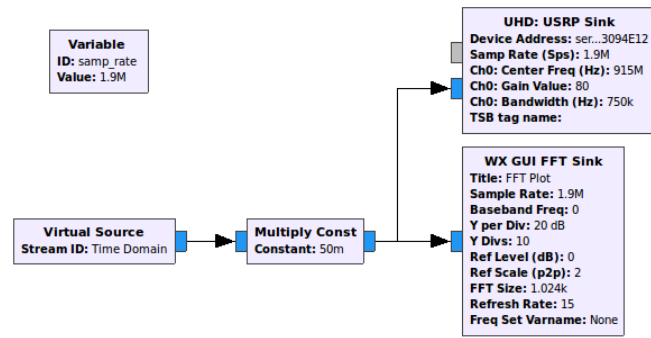 Variable
ID: samp_rate
Value: 1.9M
UHD: USRP Sink
Device Address: ser...3094E12
Samp Rate (Sps): 1.9M
Ch0: Center Freq (Hz): 915M
Ch0: Gain Value: 80
Ch0: Bandwidth (Hz): 750k
TSB tag name:
Virtual Source
Stream ID: Time Domain
Multiply Const
Constant: 50m
WX GUI FFT Sink
Title: FFT Plot
Sample Rate: 1.9M
Baseband Freq: 0
Y per Div: 20 dB
Y Divs: 10
Ref Level (dB): 0
Ref Scale (p2p): 2
FFT Size: 1.024k
Refresh Rate: 15
Freq Set Varname: None